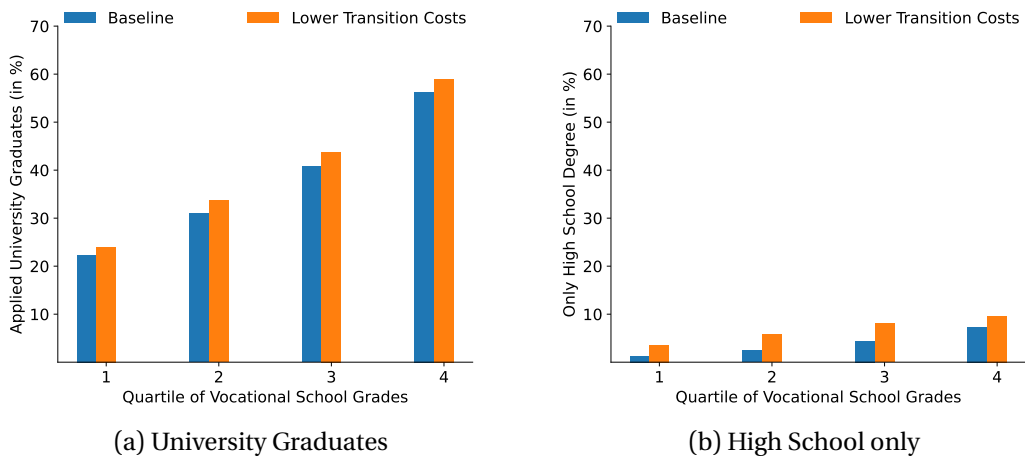 Baseline
Lower Transition Costs
70
60
50
40
30
20
10
Applied University Graduates (in %)
1
2
3
4
Quartile of Vocational School Grades
(a) University Graduates
Baseline
Lower Transition Costs
70
60
50
40
30
20
10
Only High School Degree (in %)
1
2
3
4
Quartile of Vocational School Grades
(b) High School only